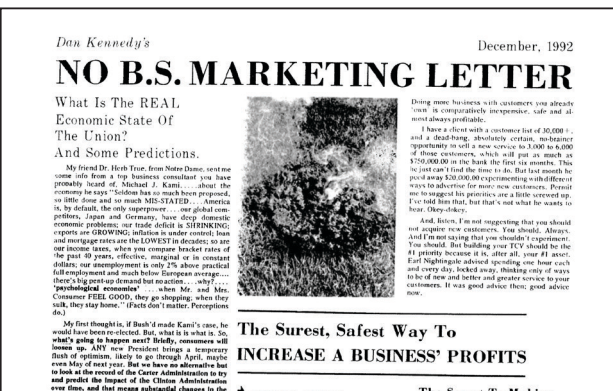 Dan Kennedy's
December, 1992
NO B.S. MARKETING LETTER
What Is The REAL
Economic State Of
The Union?
And Some Predictions.
My friend Dr. Herb True, from Notre Dame, sent me
some info from a top business consultant you have
probably heard of, Michael J. Kami.....about the
economy he says "Seldon has so much been proposed,
so little done and so much MIS-STATED....America
is, by default, the only superpower....our global com-
petitors, Japan and Germany, have deep domestic
economic problems; our trade deficit is SHRINKING;
exports are GROWING; inflation is under control; loan
and mortgage rates are the LOWEST in decades; so are
our income taxes, when you compare bracket rates of
the past 40 years, effective, marginal or in constant
dollars; our unemployment is only 2% above practical
full employment and much below European average....
there's big pent-up demand but no action....why?....
'psychological economics' ....when Mr. and Mrs.
Consumer FEEL GOOD, they go shopping; when they
sulk, they stay home." (Facts don't matter. Perceptions
do.)
My first thought is, if Bush'd made Kami's case, he
would have been re-elected. But, what is what is. So,
what's going to happen next? Briefly, consumers will
loosen up. ANY new President brings a temporary
flush of optimism, likely to go through April, maybe
even May of next year. But we have no alternative but
to look at the record of the Carter Administration to try
and predict the impact of the Clinton Administration
over time, and that means substantial changes in the
Doing more business with customers you already
'own' is comparatively inexpensive, safe and al-
most always profitable.
I have a client with a customer list of 30,000+,
and a dead-bang, absolutely certain, no-brainer
opportunity to sell a new service to 3,000 to 6,000
of those customers, which will put as much as
$750,000.00 in the bank the first six months. This
he just can't find the time to do. But last month he
piced away $20,000.00 experimenting with different
ways to advertise for more new customers. Permit
me to suggest his priorities are a little screwed up.
I've told him that, but that's not what he wants to
hear. Okey-dokey.
And, listen, I'm not suggesting that you should
not acquire new customers. You should. Always.
And I'm not saying that you shouldn't experiment.
You should. But building your TCV should be the
#1 priority because it is, after all, your #1 asset.
Earl Nightingale advised spending one hour each
and every day, locked away, thinking only of ways
to be of new and better and greater service to your
customers. It was good advice then; good advice
now.
The Surest, Safest Way To
INCREASE A BUSINESS' PROFITS